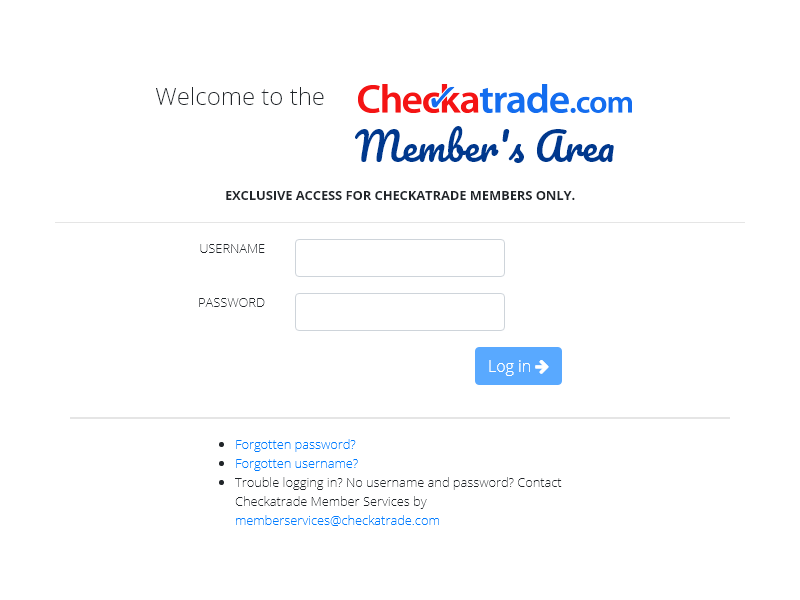 Welcome to the
Checkatrade.com
Member's Area
EXCLUSIVE ACCESS FOR CHECKATRADE MEMBERS ONLY.
USERNAME
PASSWORD
Log in
Forgotten password?
Forgotten username?
Trouble logging in? No username and password? Contact
Checkatrade Member Services by
memberservices@checkatrade.com